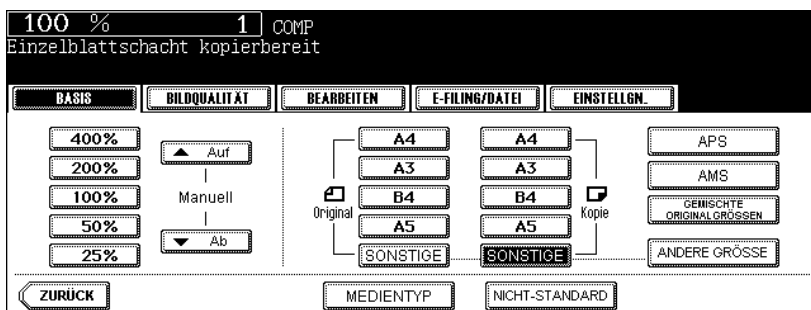 100 % 1 COMP
Einzelblattschacht kopierbereit
BASIS BILDQUALITÄT BEARBEITEN E-FILING/DATEI EINSTELLGN.
400%
200%
100%
50%
25%
Auf
Manuell
Ab
Original
A4
A3
B4
A5
SONSTIGE
A4
A3
B4
A5
SONSTIGE
Kopie
APS
AMS
GEMISCHTE
ORIGINALGRÖSSEN
ANDERE GRÖSSE
ZURÜCK MEDIENTYP NICHT-STANDARD